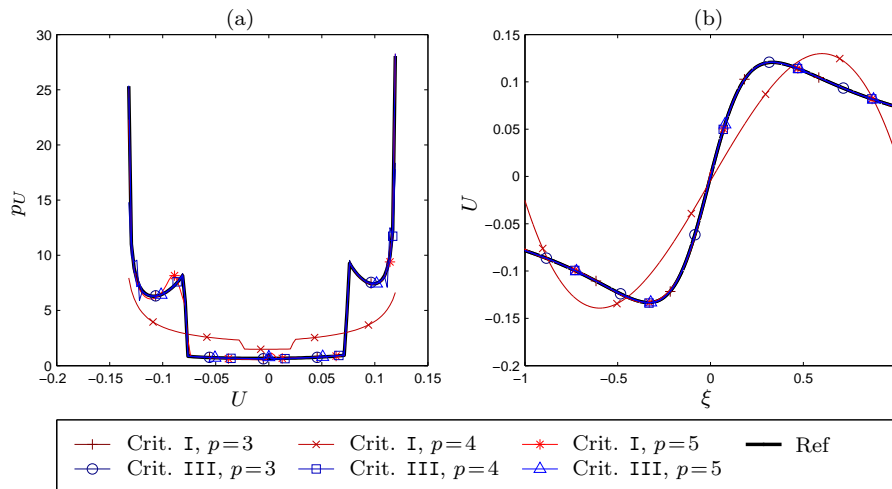 (a)
(b)
30
25
20
15
10
5
0
p_U
−0.2
−0.15
−0.1
−0.05
0
0.05
0.1
0.15
U
0.15
0.1
0.05
0
−0.05
−0.1
−0.15
−0.2
U
−1
−0.5
0
0.5
ξ
Crit. I, p=3
Crit. I, p=4
Crit. I, p=5
Ref
Crit. III, p=3
Crit. III, p=4
Crit. III, p=5